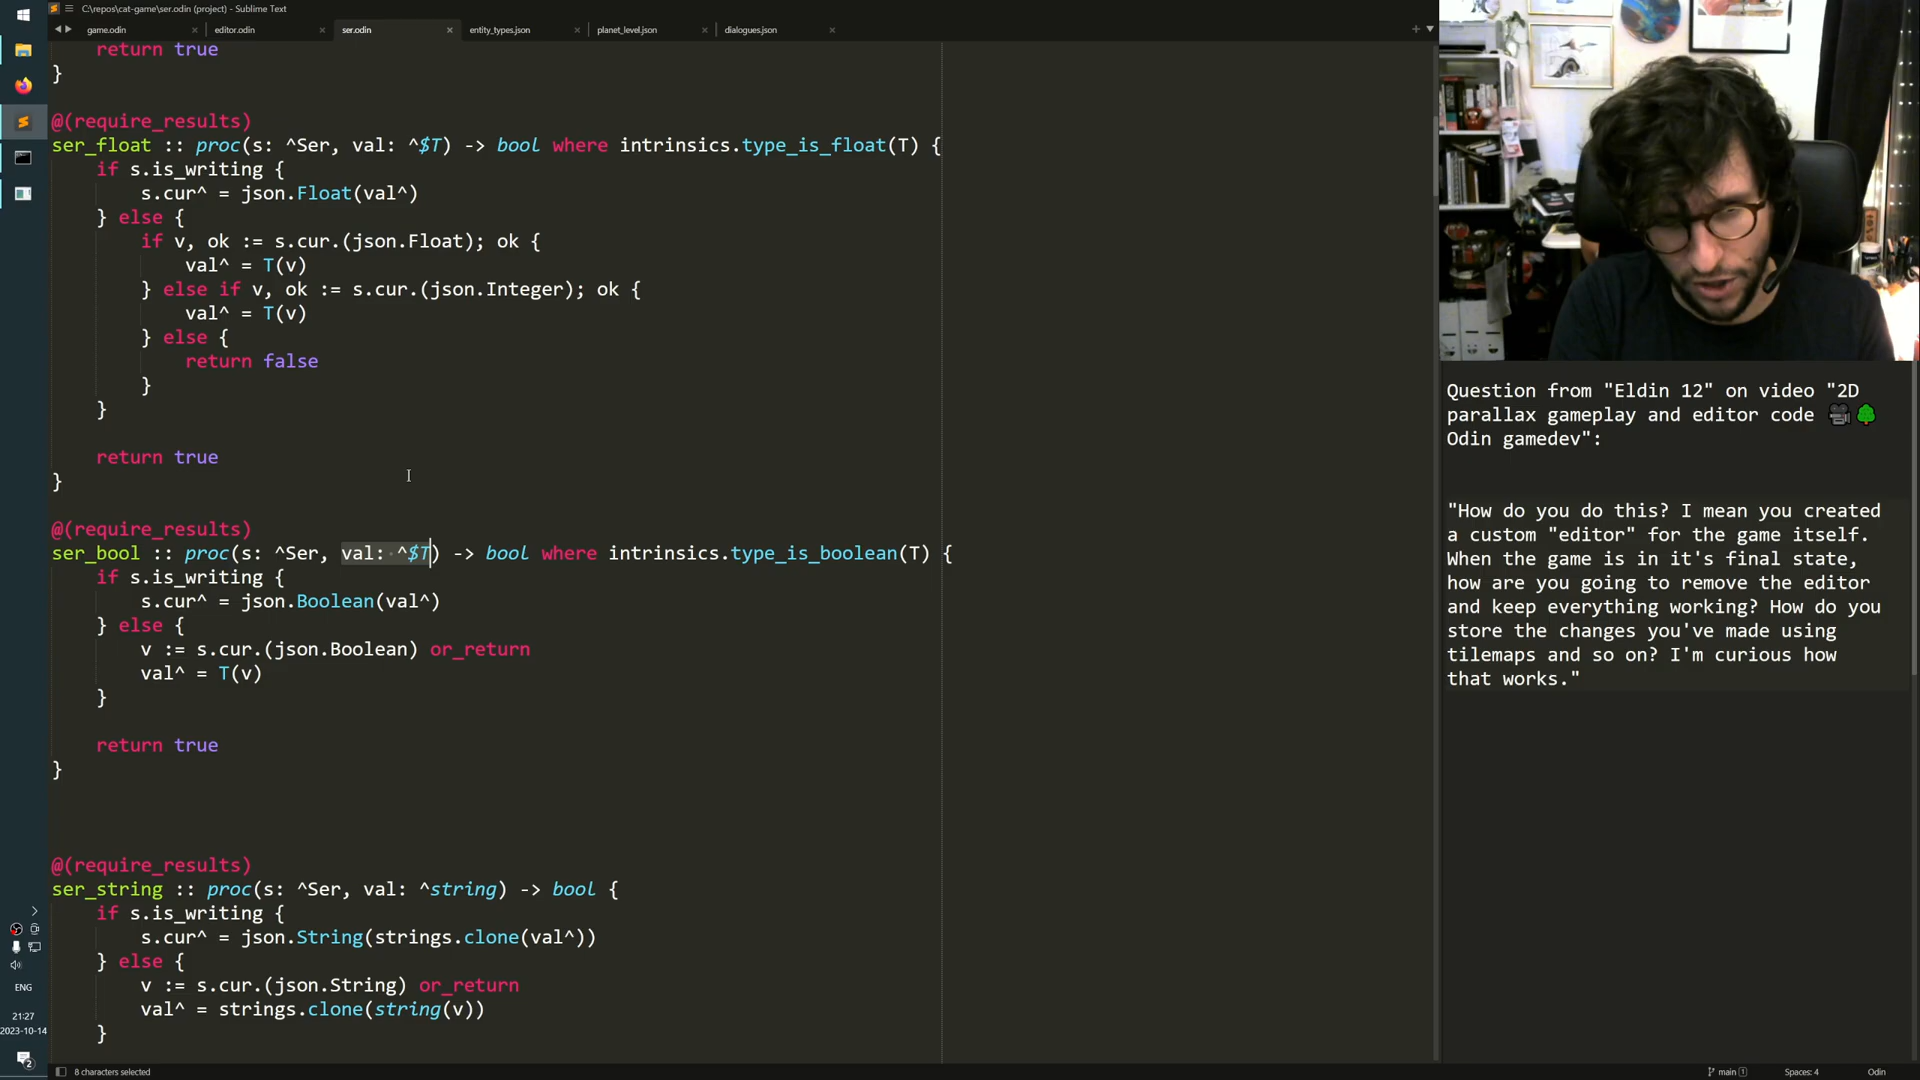 C:\repos\cat-game\ser.odin (project) - Sublime Text
game.odin
editor.odin
ser.odin
entity_types.json
planet_level.json
dialogues.json
return true
}
@(require_results)
ser_float :: proc(s: ^Ser, val: ^$T) -> bool where intrinsics.type_is_float(T) {
if s.is_writing {
s.cur^ = json.Float(val^)
} else {
if v, ok := s.cur.(json.Float); ok {
val^ = T(v)
} else if v, ok := s.cur.(json.Integer); ok {
val^ = T(v)
} else {
return false
}
}
return true
}
@(require_results)
ser_bool :: proc(s: ^Ser, val: ^$T) -> bool where intrinsics.type_is_boolean(T) {
if s.is_writing {
s.cur^ = json.Boolean(val^)
} else {
v := s.cur.(json.Boolean) or_return
val^ = T(v)
}
return true
}
@(require_results)
ser_string :: proc(s: ^Ser, val: ^string) -> bool {
if s.is_writing {
s.cur^ = json.String(strings.clone(val^))
} else {
v := s.cur.(json.String) or_return
val^ = strings.clone(string(v))
}
Question from "Eldin 12" on video "2D
parallax gameplay and editor code 🎥🌳
Odin gamedev":
"How do you do this? I mean you created
a custom "editor" for the game itself.
When the game is in it's final state,
how are you going to remove the editor
and keep everything working? How do you
store the changes you've made using
tilemaps and so on? I'm curious how
that works."
ENG
21:27
2023-10-14
2
8 characters selected
main 1
Spaces: 4
Odin